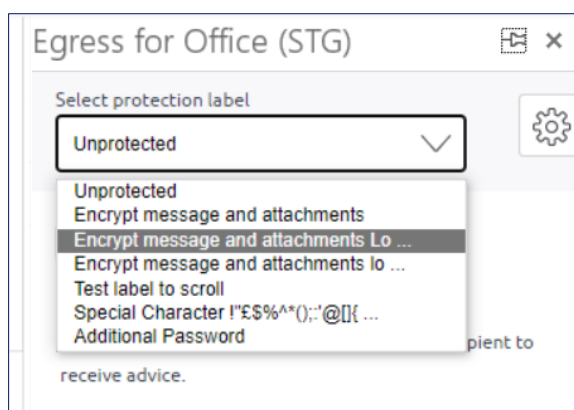 Egress for Office (STG)
Select protection label
Unprotected
Unprotected
Encrypt message and attachments
Encrypt message and attachments Lo ...
Encrypt message and attachments lo ...
Test label to scroll
Special Character !"£$%^*();:'@[]{ ...
Additional Password
pient to
receive advice.